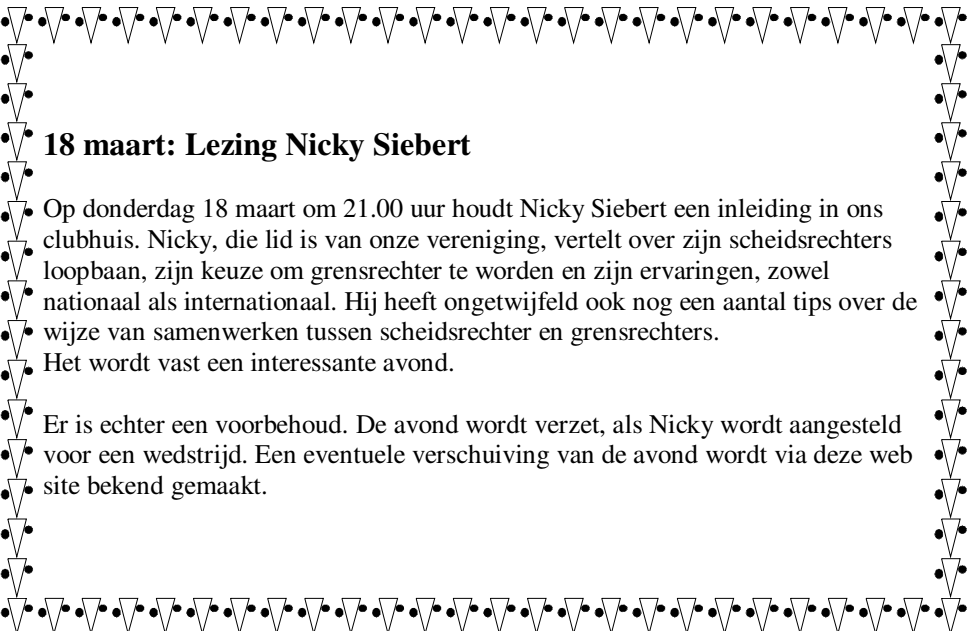 18 maart: Lezing Nicky Siebert
Op donderdag 18 maart om 21.00 uur houdt Nicky Siebert een inleiding in ons
clubhuis. Nicky, die lid is van onze vereniging, vertelt over zijn scheidsrechters
loopbaan, zijn keuze om grensrechter te worden en zijn ervaringen, zowel
nationaal als internationaal. Hij heeft ongetwijfeld ook nog een aantal tips over de
wijze van samenwerken tussen scheidsrechter en grensrechters.
Het wordt vast een interessante avond.
Er is echter een voorbehoud. De avond wordt verzet, als Nicky wordt aangesteld
voor een wedstrijd. Een eventuele verschuiving van de avond wordt via deze web
site bekend gemaakt.